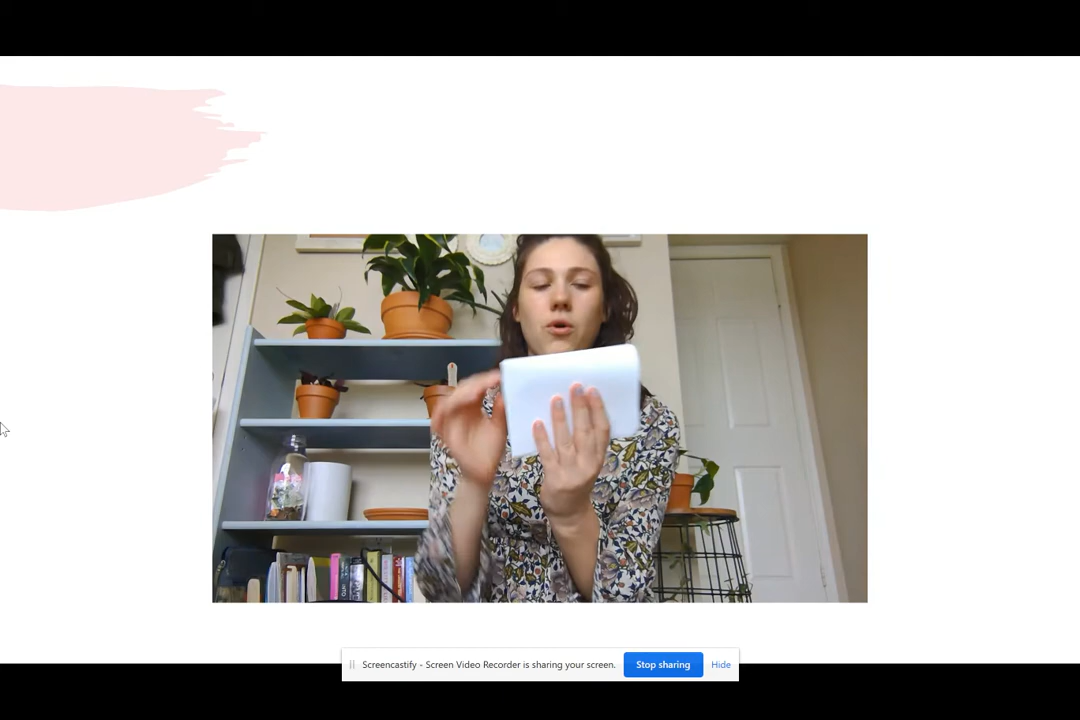 Screencastify - Screen Video Recorder is sharing your screen.
Stop sharing
Hide